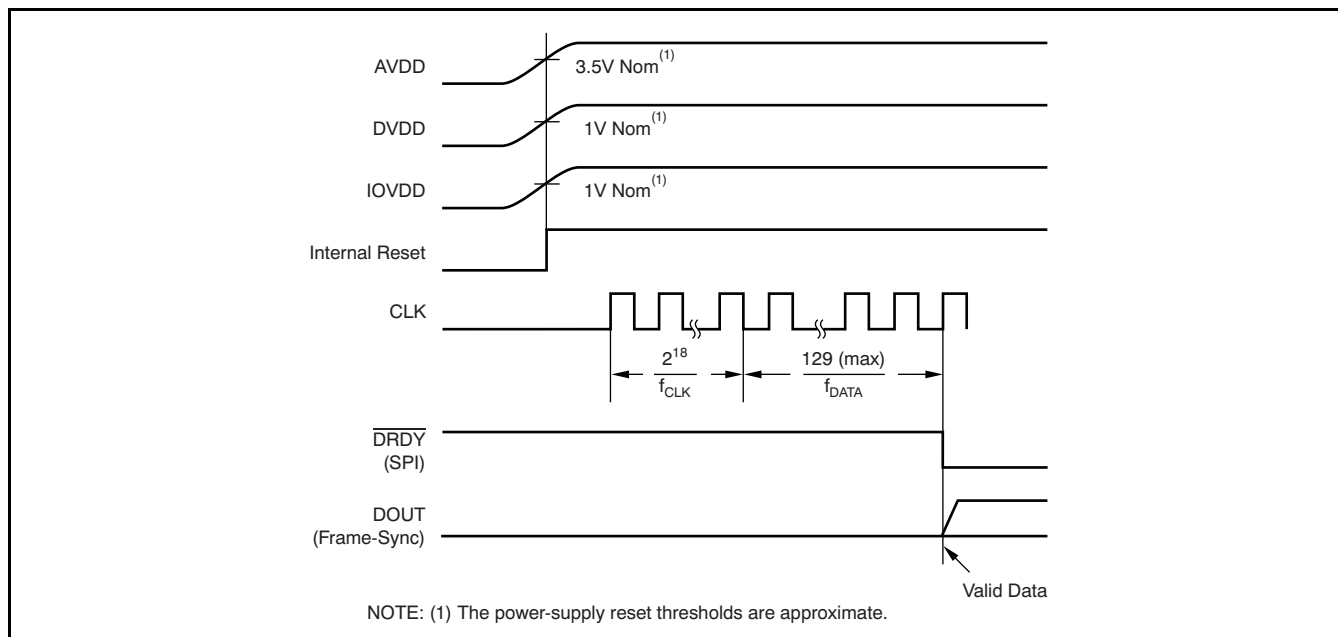 AVDD
3.5V Nom(1)
DVDD
1V Nom(1)
IOVDD
1V Nom(1)
Internal Reset
CLK
2^18
f_CLK
129 (max)
f_DATA
DRDY
(SPI)
DOUT
(Frame-Sync)
Valid Data
NOTE: (1) The power-supply reset thresholds are approximate.